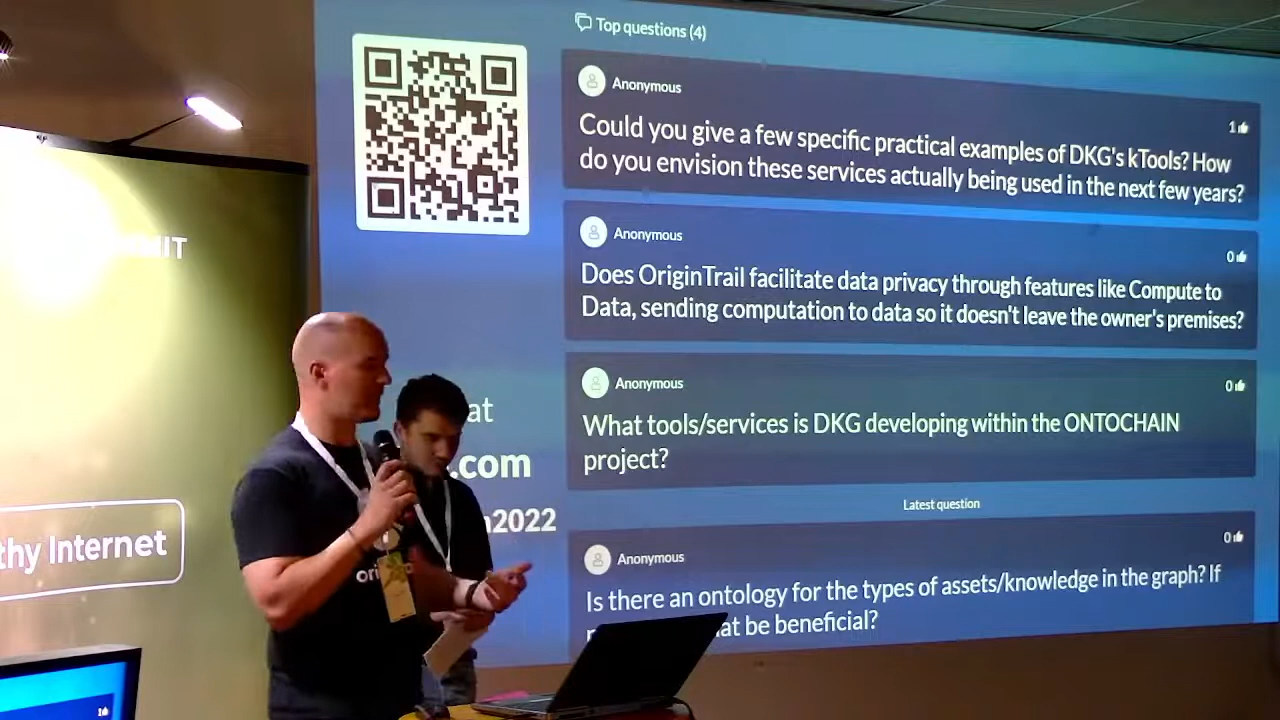 Top questions (4)
Anonymous
1
Could you give a few specific practical examples of DKG's kTools? How
do you envision these services actually being used in the next few years?
Anonymous
0
Does OriginTrail facilitate data privacy through features like Compute to
Data, sending computation to data so it doesn't leave the owner's premises?
Anonymous
0
What tools/services is DKG developing within the ONTOCHAIN
project?
Latest question
Anonymous
0
Is there an ontology for the types of assets/knowledge in the graph? If
at be beneficial?
at
.com
2022
IT
thy Internet
ori
1